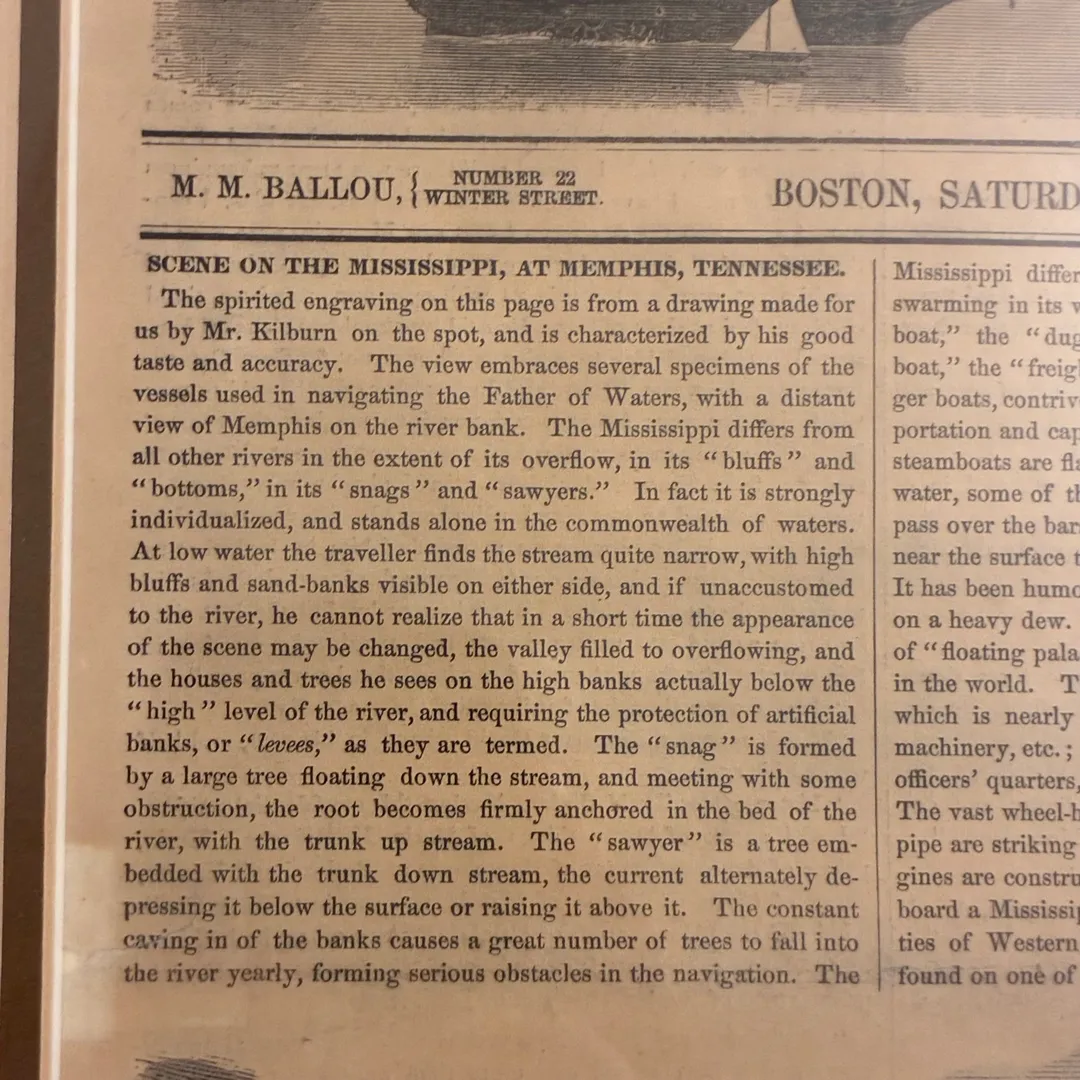 M. M. BALLOU, { NUMBER 22
WINTER STREET.
BOSTON, SATURD
SCENE ON THE MISSISSIPPI, AT MEMPHIS, TENNESSEE.
The spirited engraving on this page is from a drawing made for
us by Mr. Kilburn on the spot, and is characterized by his good
taste and accuracy. The view embraces several specimens of the
vessels used in navigating the Father of Waters, with a distant
view of Memphis on the river bank. The Mississippi differs from
all other rivers in the extent of its overflow, in its “bluffs” and
“bottoms,” in its “snags” and “sawyers.” In fact it is strongly
individualized, and stands alone in the commonwealth of waters.
At low water the traveller finds the stream quite narrow, with high
bluffs and sand-banks visible on either side, and if unaccustomed
to the river, he cannot realize that in a short time the appearance
of the scene may be changed, the valley filled to overflowing, and
the houses and trees he sees on the high banks actually below the
“high” level of the river, and requiring the protection of artificial
banks, or “levees,” as they are termed. The “snag” is formed
by a large tree floating down the stream, and meeting with some
obstruction, the root becomes firmly anchored in the bed of the
river, with the trunk up stream. The “sawyer” is a tree em-
bedded with the trunk down stream, the current alternately de-
pressing it below the surface or raising it above it. The constant
caving in of the banks causes a great number of trees to fall into
the river yearly, forming serious obstacles in the navigation. The
Mississippi differ
swarming in its
boat,” the “dug
boat,” the “freig
ger boats, contriv
portation and cap
steamboats are fla
water, some of th
pass over the bar
near the surface t
It has been humo
on a heavy dew.
of “floating pala
in the world. T
which is nearly
machinery, etc.;
officers’ quarters,
The vast wheel-h
pipe are striking
gines are constru
board a Mississip
ties of Western
found on one of